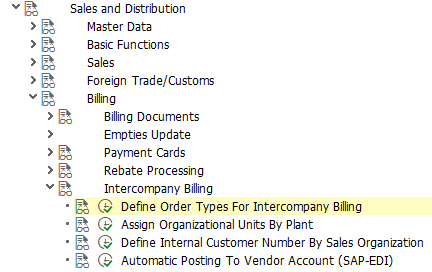 Sales and Distribution
Master Data
Basic Functions
Sales
Foreign Trade/Customs
Billing
Billing Documents
Empties Update
Payment Cards
Rebate Processing
Intercompany Billing
Define Order Types For Intercompany Billing
Assign Organizational Units By Plant
Define Internal Customer Number By Sales Organization
Automatic Posting To Vendor Account (SAP-EDI)